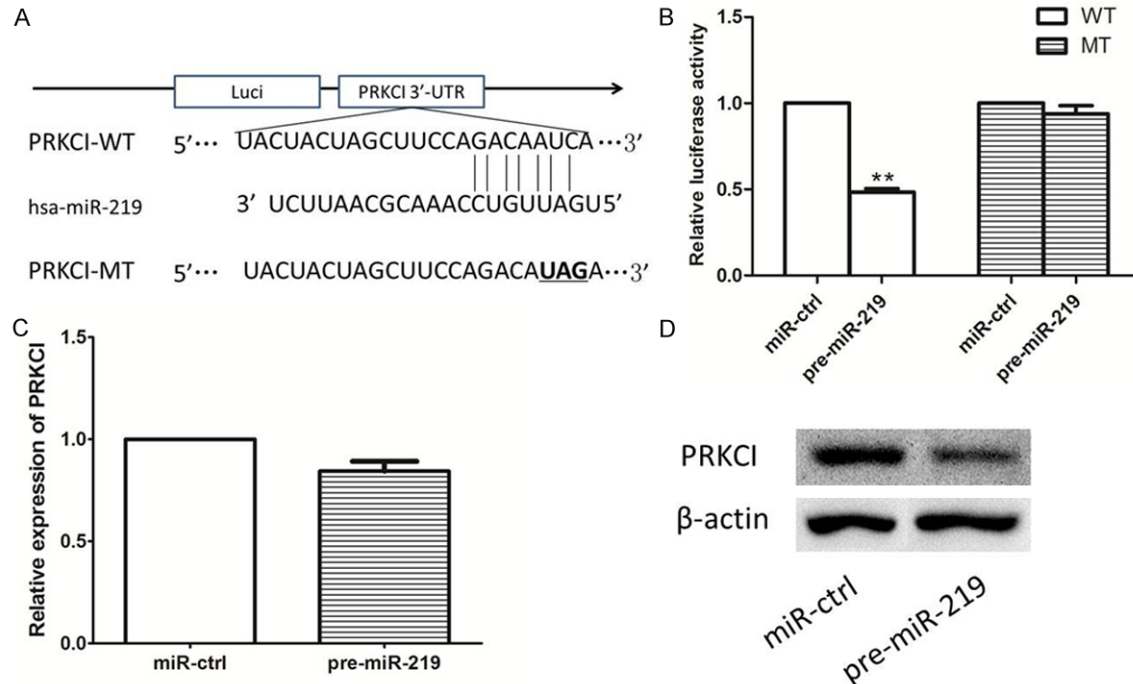 A
Luci
PRKCI 3'-UTR
PRKCI-WT 5'··· UACUACUAGCUUCCAGACAAUCA ···3'
hsa-miR-219 3' UCUUAACGCAAACCUGUUAGU5'
PRKCI-MT 5'··· UACUACUAGCUUCCAGACAUAGA···3'
B
WT
MT
Relative luciferase activity
1.5
1.0
0.5
0.0
**
miR-ctrl
pre-miR-219
miR-ctrl
pre-miR-219
C
Relative expression of PRKCI
1.5
1.0
0.5
0.0
miR-ctrl
pre-miR-219
D
PRKCI
β-actin
miR-ctrl
pre-miR-219